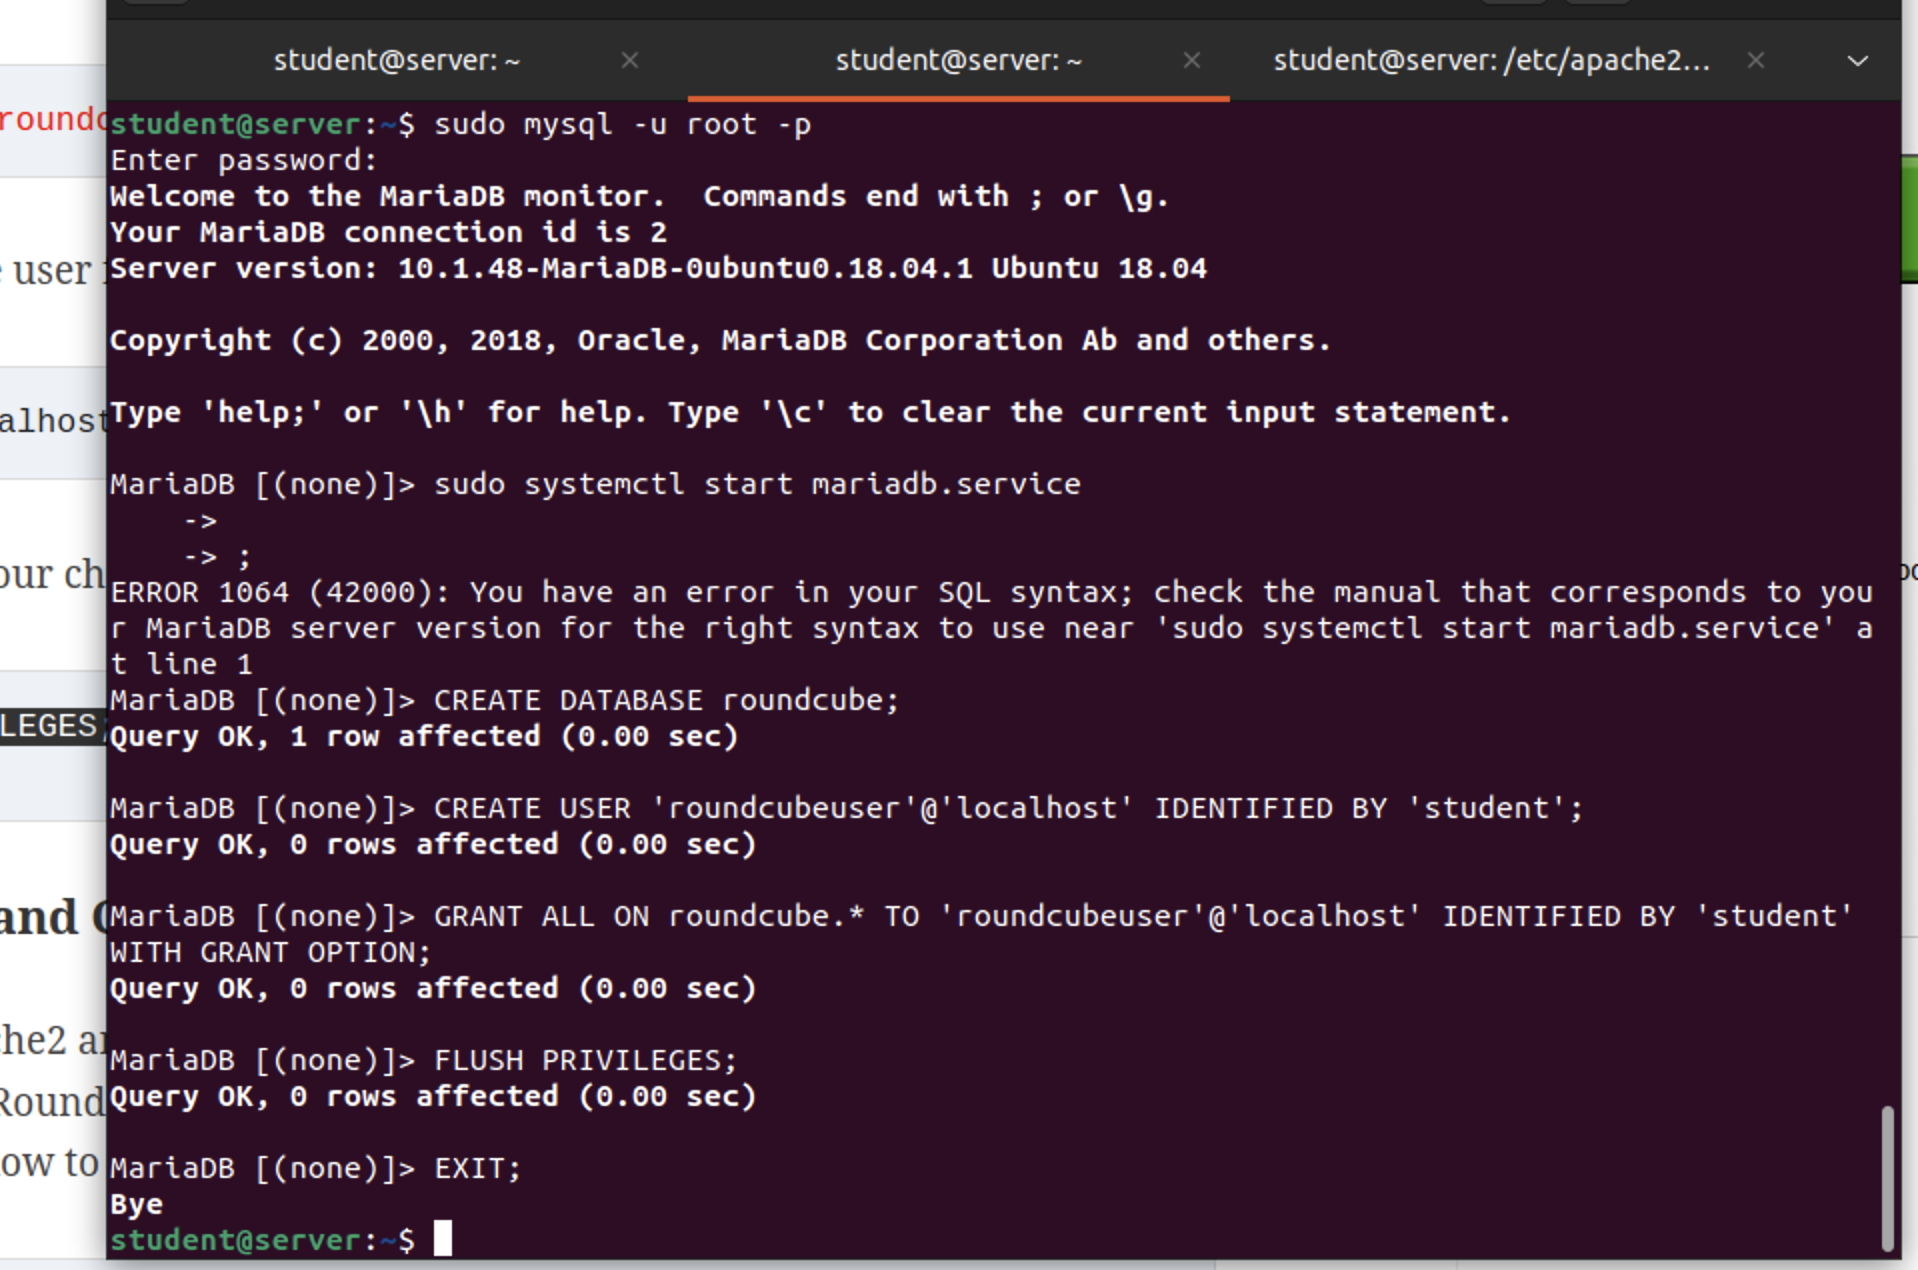 student@server: ~
student@server: ~
student@server: /etc/apache2...
student@server:~$ sudo mysql -u root -p
Enter password:
Welcome to the MariaDB monitor.  Commands end with ; or \g.
Your MariaDB connection id is 2
Server version: 10.1.48-MariaDB-0ubuntu0.18.04.1 Ubuntu 18.04
Copyright (c) 2000, 2018, Oracle, MariaDB Corporation Ab and others.
Type 'help;' or '\h' for help. Type '\c' to clear the current input statement.
MariaDB [(none)]> sudo systemctl start mariadb.service
    ->
    -> ;
ERROR 1064 (42000): You have an error in your SQL syntax; check the manual that corresponds to you
r MariaDB server version for the right syntax to use near 'sudo systemctl start mariadb.service' a
t line 1
MariaDB [(none)]> CREATE DATABASE roundcube;
Query OK, 1 row affected (0.00 sec)
MariaDB [(none)]> CREATE USER 'roundcubeuser'@'localhost' IDENTIFIED BY 'student';
Query OK, 0 rows affected (0.00 sec)
MariaDB [(none)]> GRANT ALL ON roundcube.* TO 'roundcubeuser'@'localhost' IDENTIFIED BY 'student'
WITH GRANT OPTION;
Query OK, 0 rows affected (0.00 sec)
MariaDB [(none)]> FLUSH PRIVILEGES;
Query OK, 0 rows affected (0.00 sec)
MariaDB [(none)]> EXIT;
Bye
student@server:~$
roundc
user
alhost
our ch
LEGES;
and
che2 a
Round
ow to